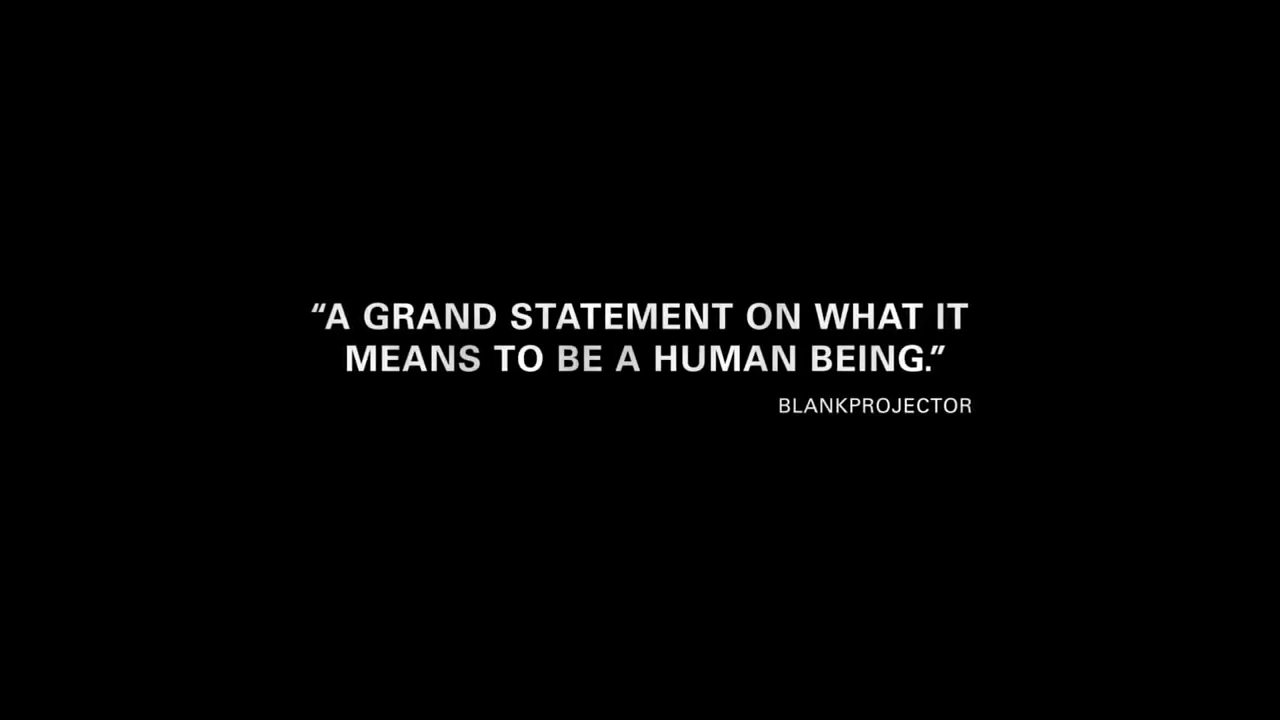 “A GRAND STATEMENT ON WHAT IT
MEANS TO BE A HUMAN BEING.”
BLANKPROJECTOR